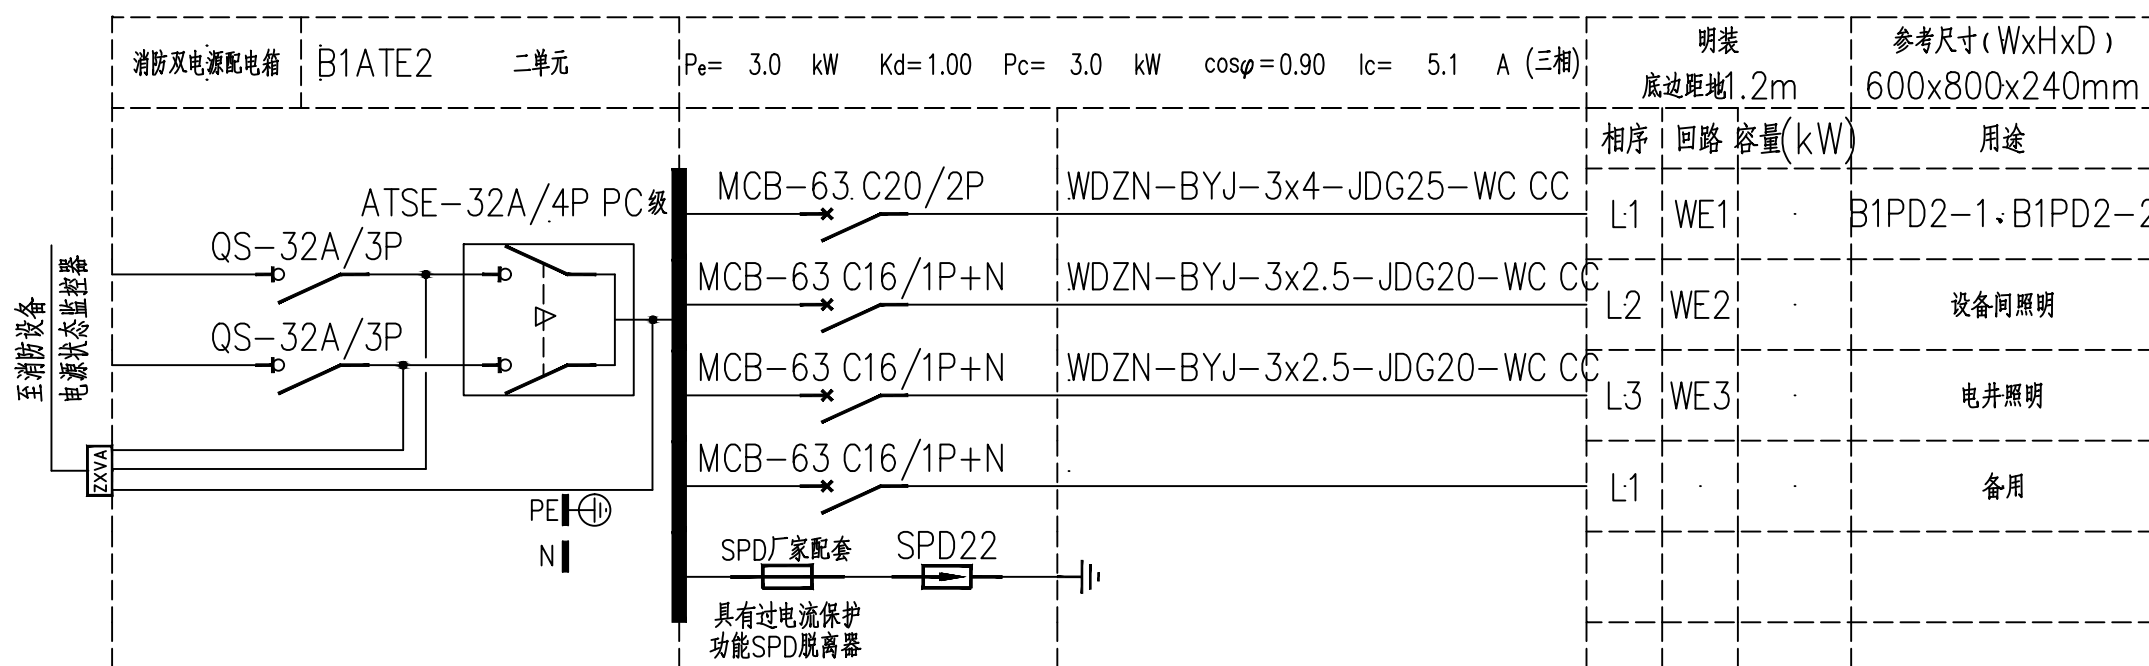 消防双电源配电箱 B1ATE2 二单元 Pe= 3.0 kW Kd=1.00 Pc= 3.0 kW cosφ=0.90 Ic= 5.1 A (三相)
明装
底边距地1.2m
参考尺寸(WxHxD)
600x800x240mm
相序 回路 容量(kW) 用途
ATSE-32A/4P PC级
QS-32A/3P
QS-32A/3P
至消防设备
电源状态监控器
ZXVA
PE
N
MCB-63 C20/2P WDZN-BYJ-3x4-JDG25-WC CC L1 WE1 B1PD2-1、B1PD2-2
MCB-63 C16/1P+N WDZN-BYJ-3x2.5-JDG20-WC CC L2 WE2 设备间照明
MCB-63 C16/1P+N WDZN-BYJ-3x2.5-JDG20-WC CC L3 WE3 电井照明
MCB-63 C16/1P+N L1 备用
SPD厂家配套 SPD22
具有过电流保护
功能SPD脱离器